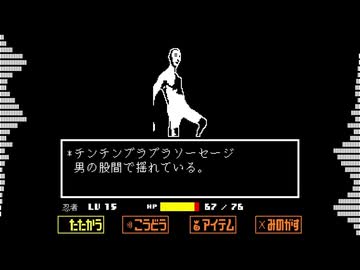 *チンチンブラブラソーセージ
男の股間で揺れている。
忍者 LV 15 HP 67 / 76
たたかう こうどう アイテム みのがす